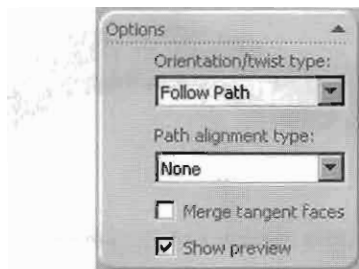 Options
Orientation/twist type:
Follow Path
Path alignment type:
None
Merge tangent faces
Show preview